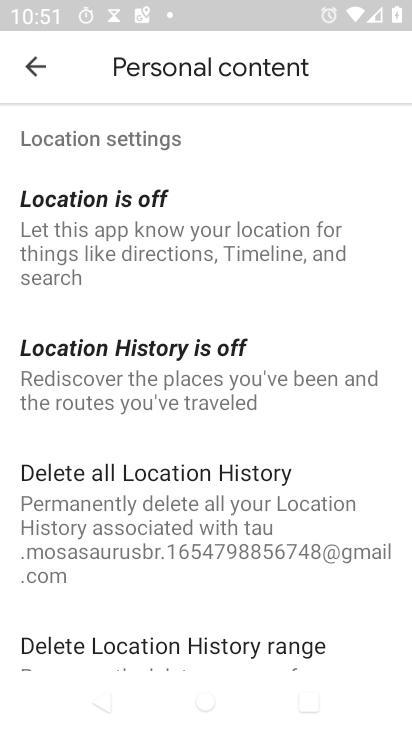 10:51
Personal content
Location settings
Location is off
Let this app know your location for
things like directions, Timeline, and
search
Location History is off
Rediscover the places you've been and
the routes you've traveled
Delete all Location History
Permanently delete all your Location
History associated with tau
.mosasaurusbr.1654798856748@gmail
.com
Delete Location History range